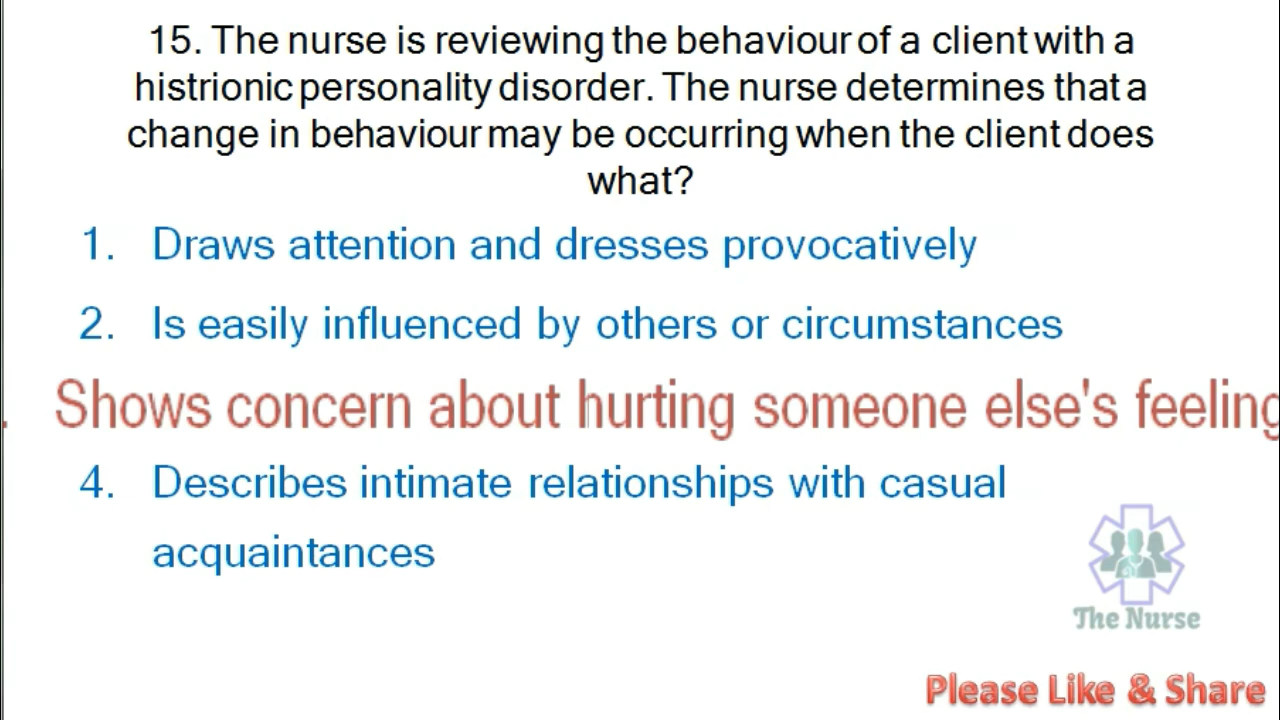 15. The nurse is reviewing the behaviour of a client with a
histrionic personality disorder. The nurse determines that a
change in behaviour may be occurring when the client does
what?
1. Draws attention and dresses provocatively
2. Is easily influenced by others or circumstances
. Shows concern about hurting someone else's feeling
4. Describes intimate relationships with casual
acquaintances
The Nurse
Please Like & Share